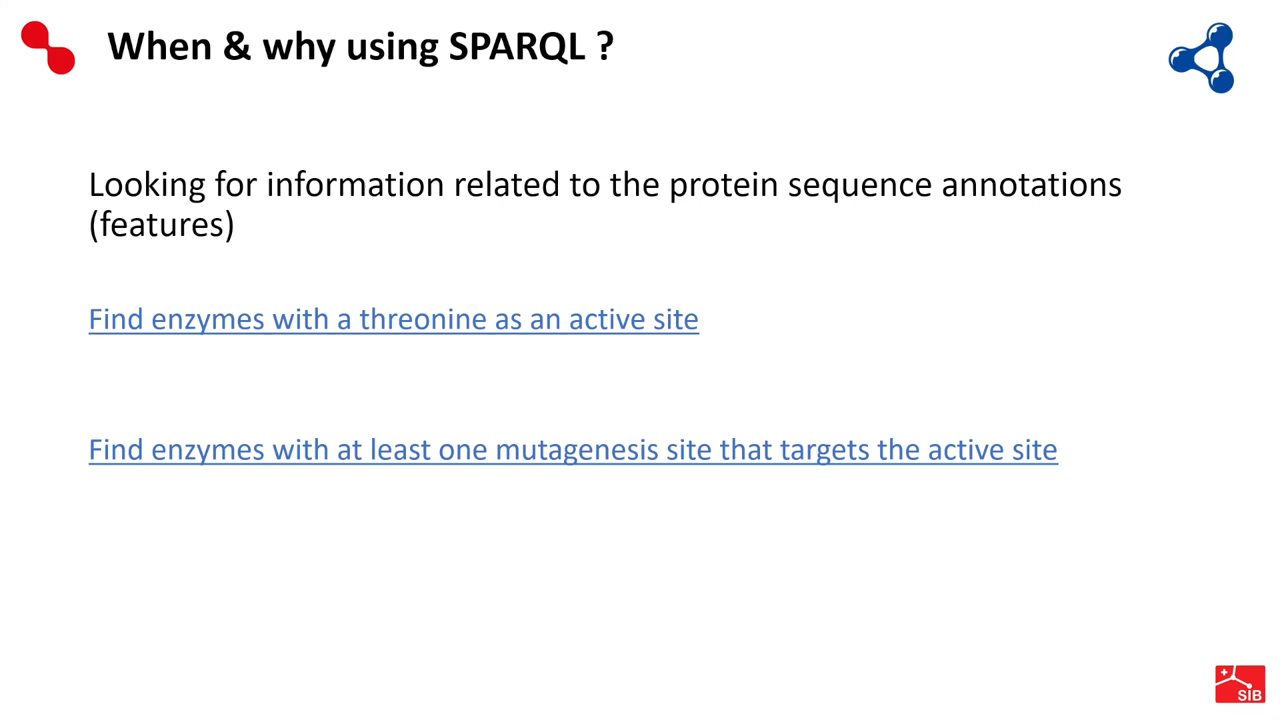 When & why using SPARQL ?
Looking for information related to the protein sequence annotations
(features)
Find enzymes with a threonine as an active site
Find enzymes with at least one mutagenesis site that targets the active site
SIB